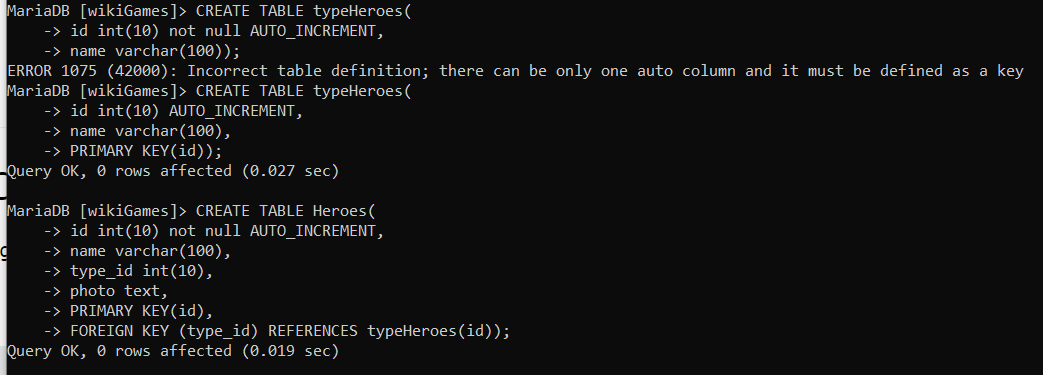 MariaDB [wikiGames]> CREATE TABLE typeHeroes(
    -> id int(10) not null AUTO_INCREMENT,
    -> name varchar(100));
ERROR 1075 (42000): Incorrect table definition; there can be only one auto column and it must be defined as a key
MariaDB [wikiGames]> CREATE TABLE typeHeroes(
    -> id int(10) AUTO_INCREMENT,
    -> name varchar(100),
    -> PRIMARY KEY(id));
Query OK, 0 rows affected (0.027 sec)
MariaDB [wikiGames]> CREATE TABLE Heroes(
    -> id int(10) not null AUTO_INCREMENT,
    -> name varchar(100),
    -> type_id int(10),
    -> photo text,
    -> PRIMARY KEY(id),
    -> FOREIGN KEY (type_id) REFERENCES typeHeroes(id));
Query OK, 0 rows affected (0.019 sec)